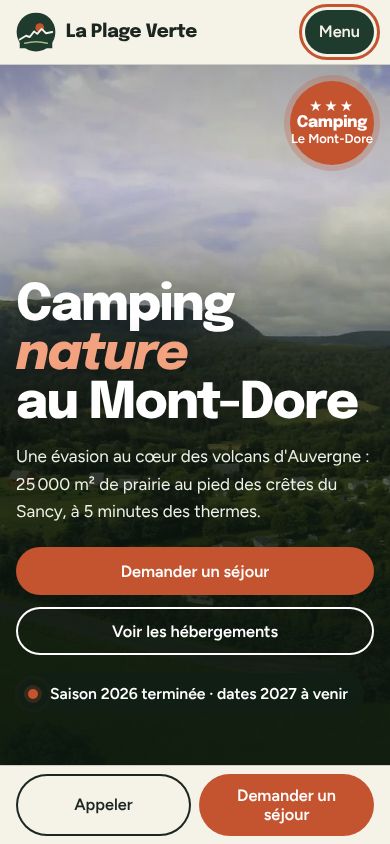 La Plage Verte
Menu
★★★
Camping
Le Mont-Dore
Camping
nature
au Mont-Dore
Une évasion au cœur des volcans d'Auvergne :
25 000 m² de prairie au pied des crêtes du
Sancy, à 5 minutes des thermes.
Demander un séjour
Voir les hébergements
Saison 2026 terminée · dates 2027 à venir
Appeler
Demander un
séjour